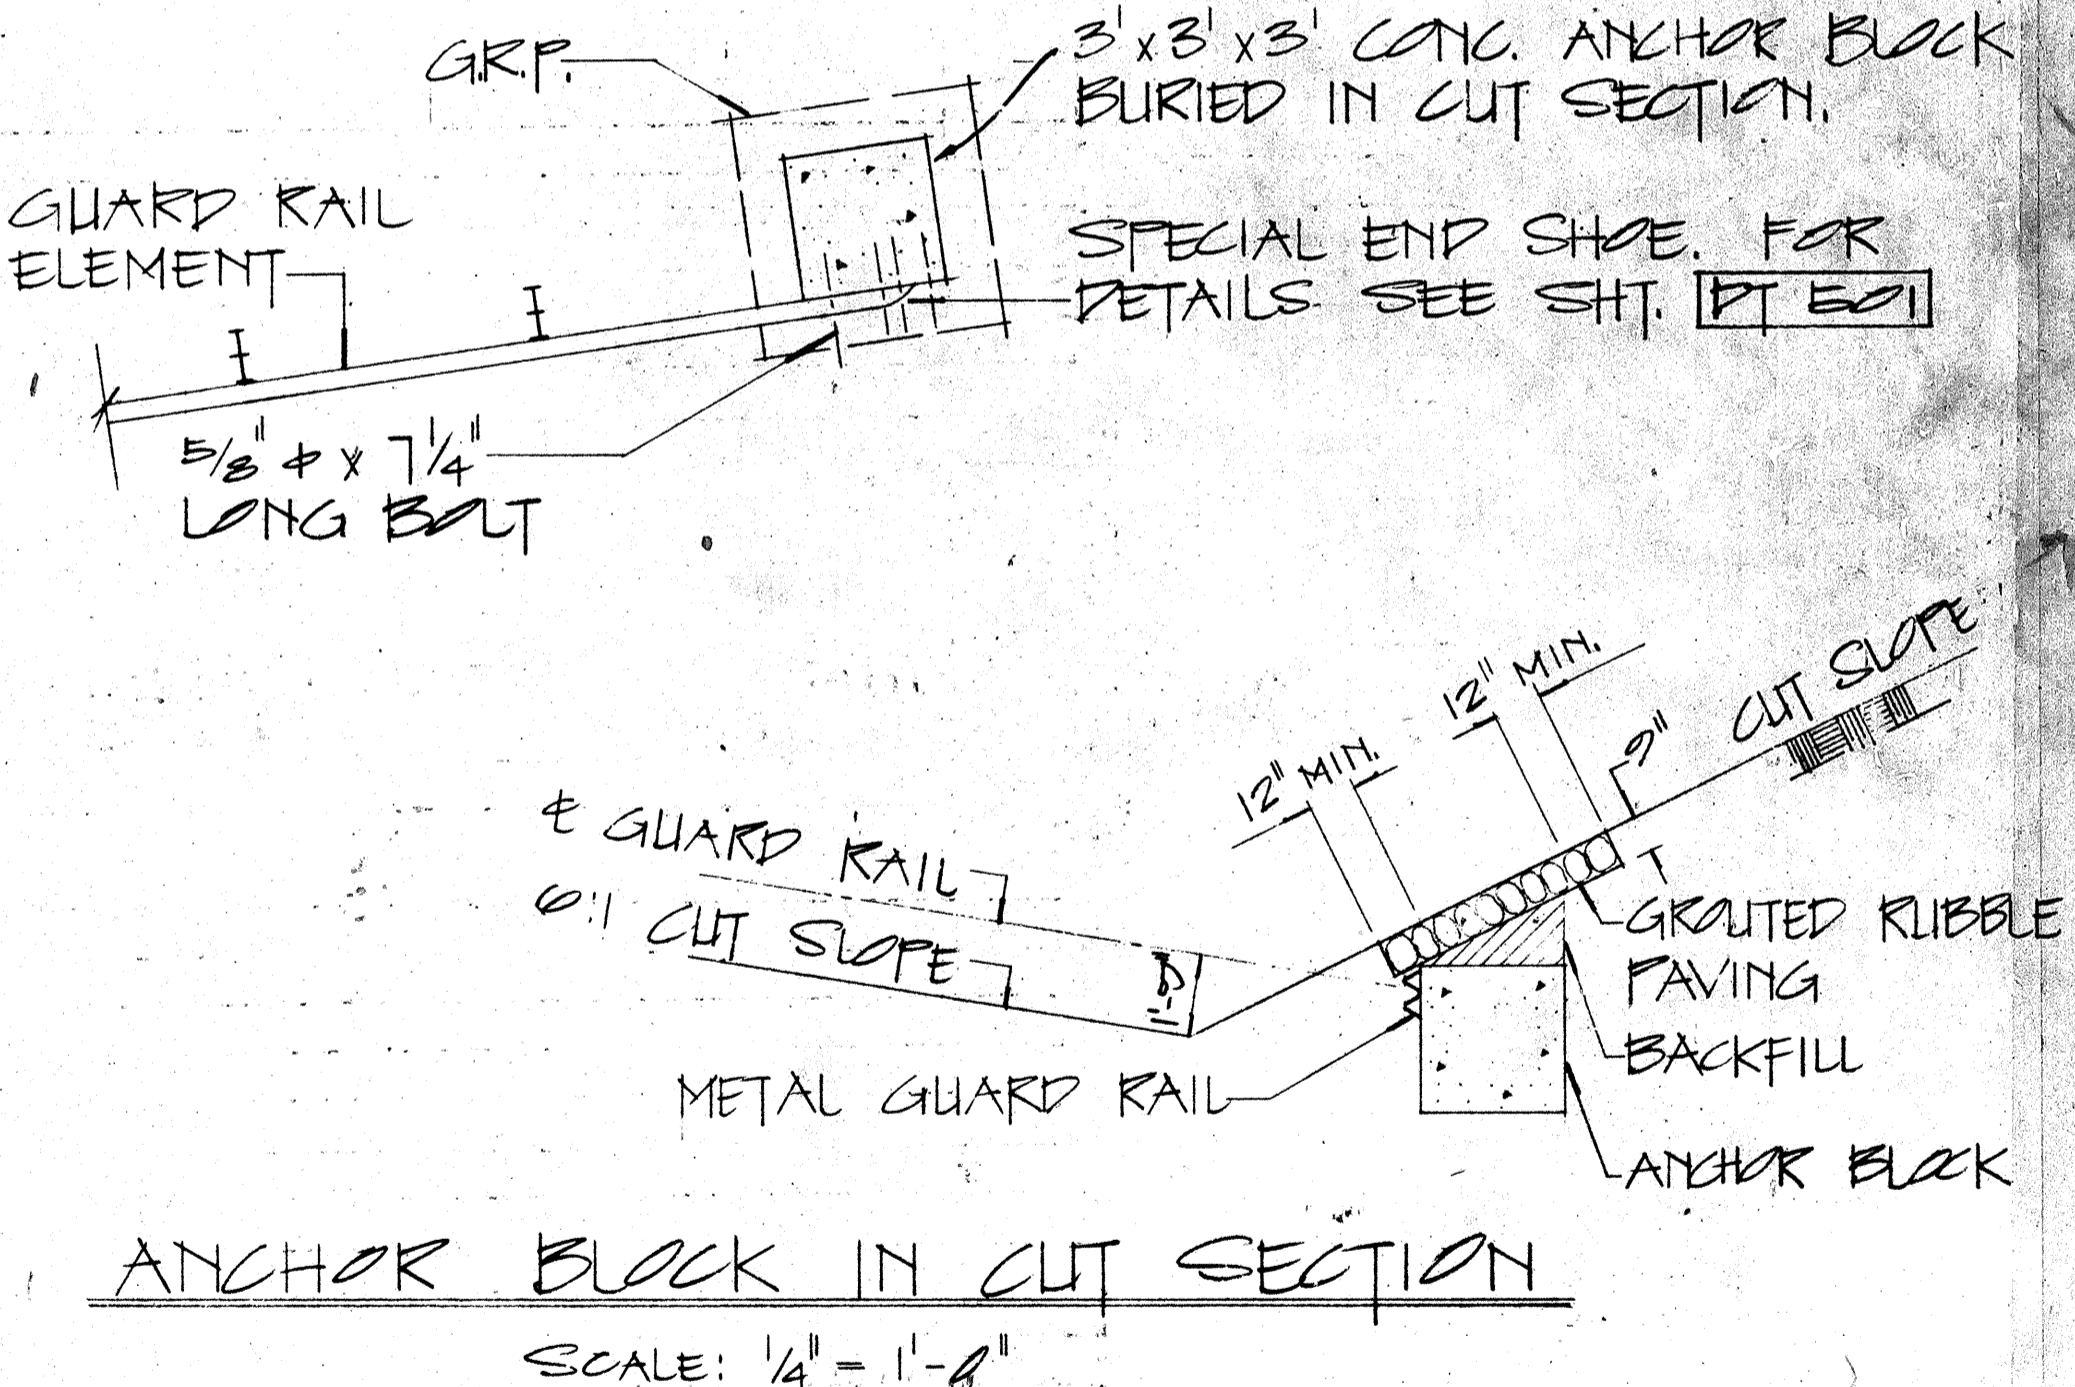 G.R.P.
3' x 3' x 3' CONC. ANCHOR BLOCK
BURIED IN CUT SECTION.
GUARD RAIL
ELEMENT
SPECIAL END SHOE. FOR
DETAILS SEE SHT. DT 501
5/8" ⌀ x 7 1/4"
LONG BOLT
12" MIN.
12" MIN.
9"
CUT SLOPE
℄ GUARD RAIL
6:1 CUT SLOPE
GROUTED RUBBLE
PAVING
BACKFILL
METAL GUARD RAIL
ANCHOR BLOCK
ANCHOR BLOCK IN CUT SECTION
SCALE: 1/4" = 1'-0"